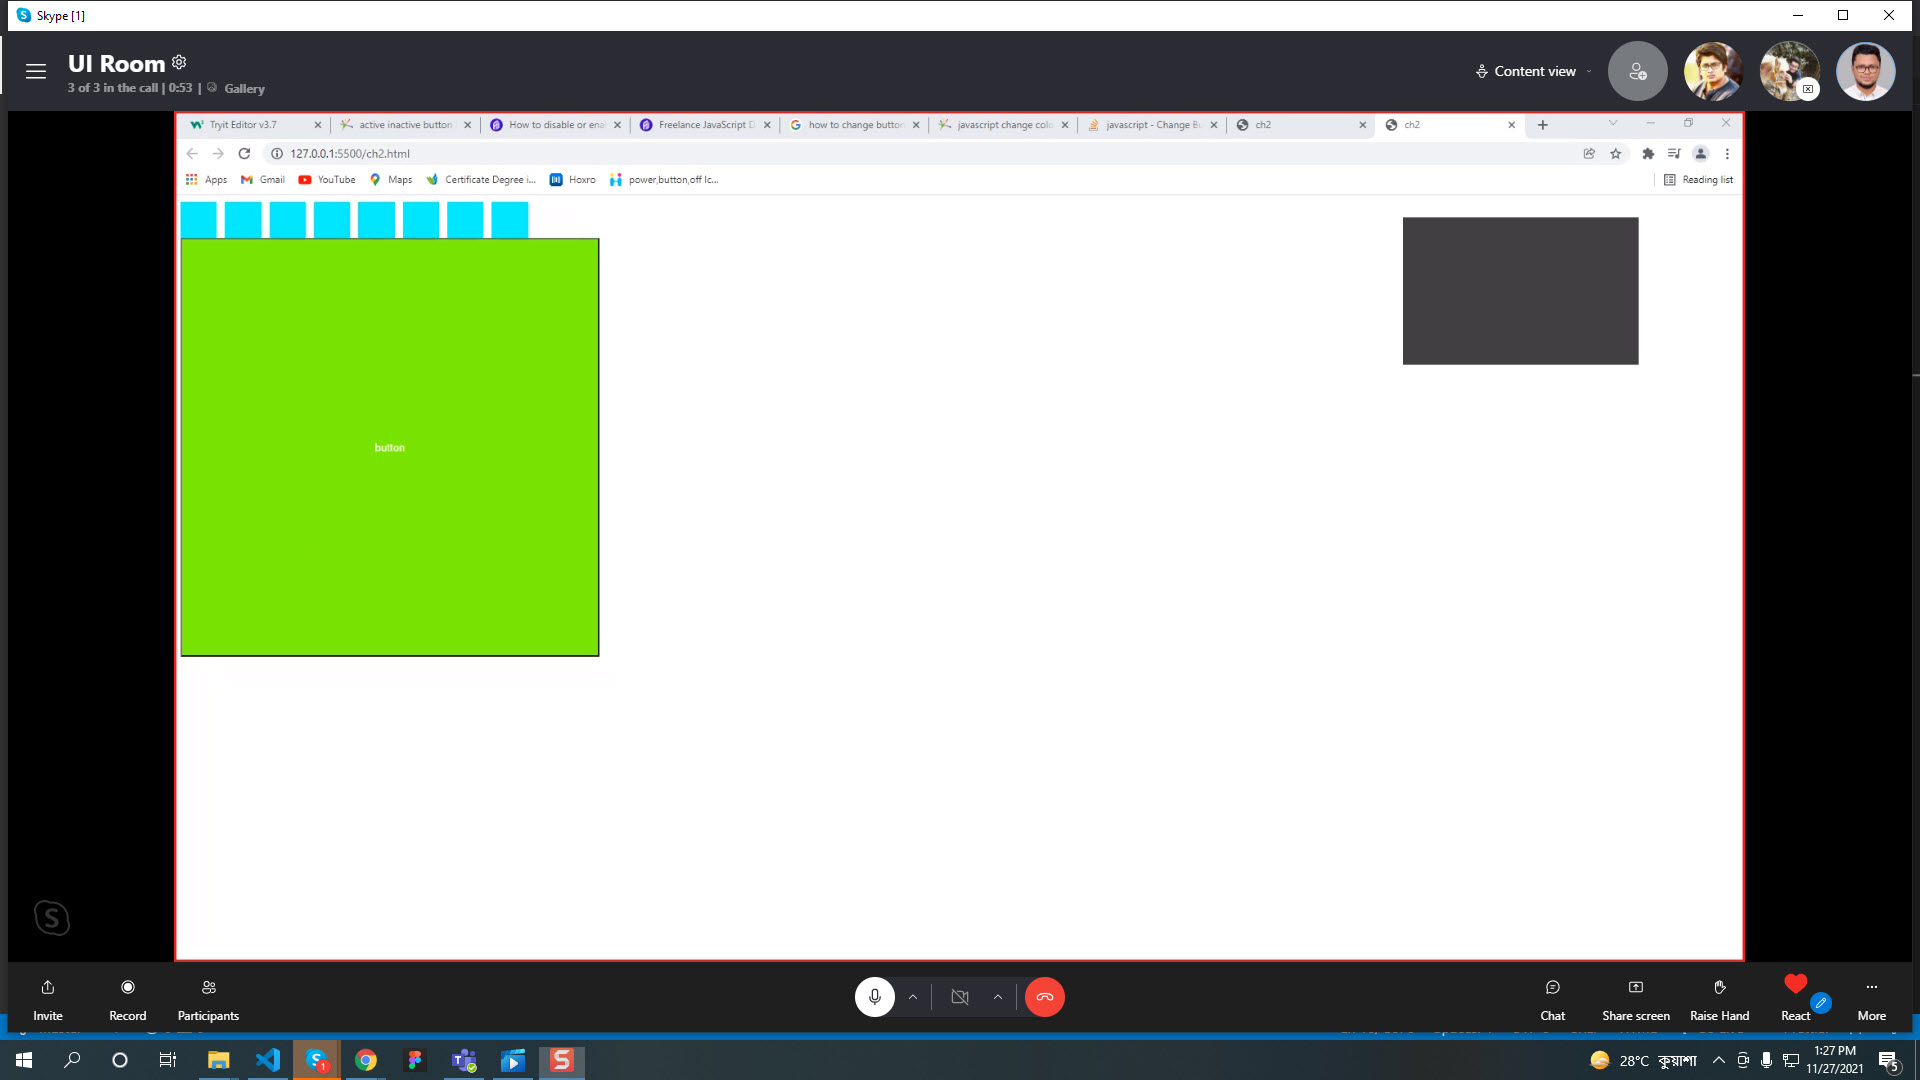 Skype [1]
UI Room
3 of 3 in the call | 0:53 | Gallery
Content view
Tryit Editor v3.7
active inactive button
How to disable or ena
Freelance JavaScript D
how to change button
javascript change colo
javascript - Change Bu
ch2
ch2
127.0.0.1:5500/ch2.html
Apps
Gmail
YouTube
Maps
Certificate Degree i...
Hoxro
power,button,off Ic...
Reading list
button
Invite
Record
Participants
Chat
Share screen
Raise Hand
React
More
1
28°C কুয়াশা
1:27 PM
11/27/2021
5